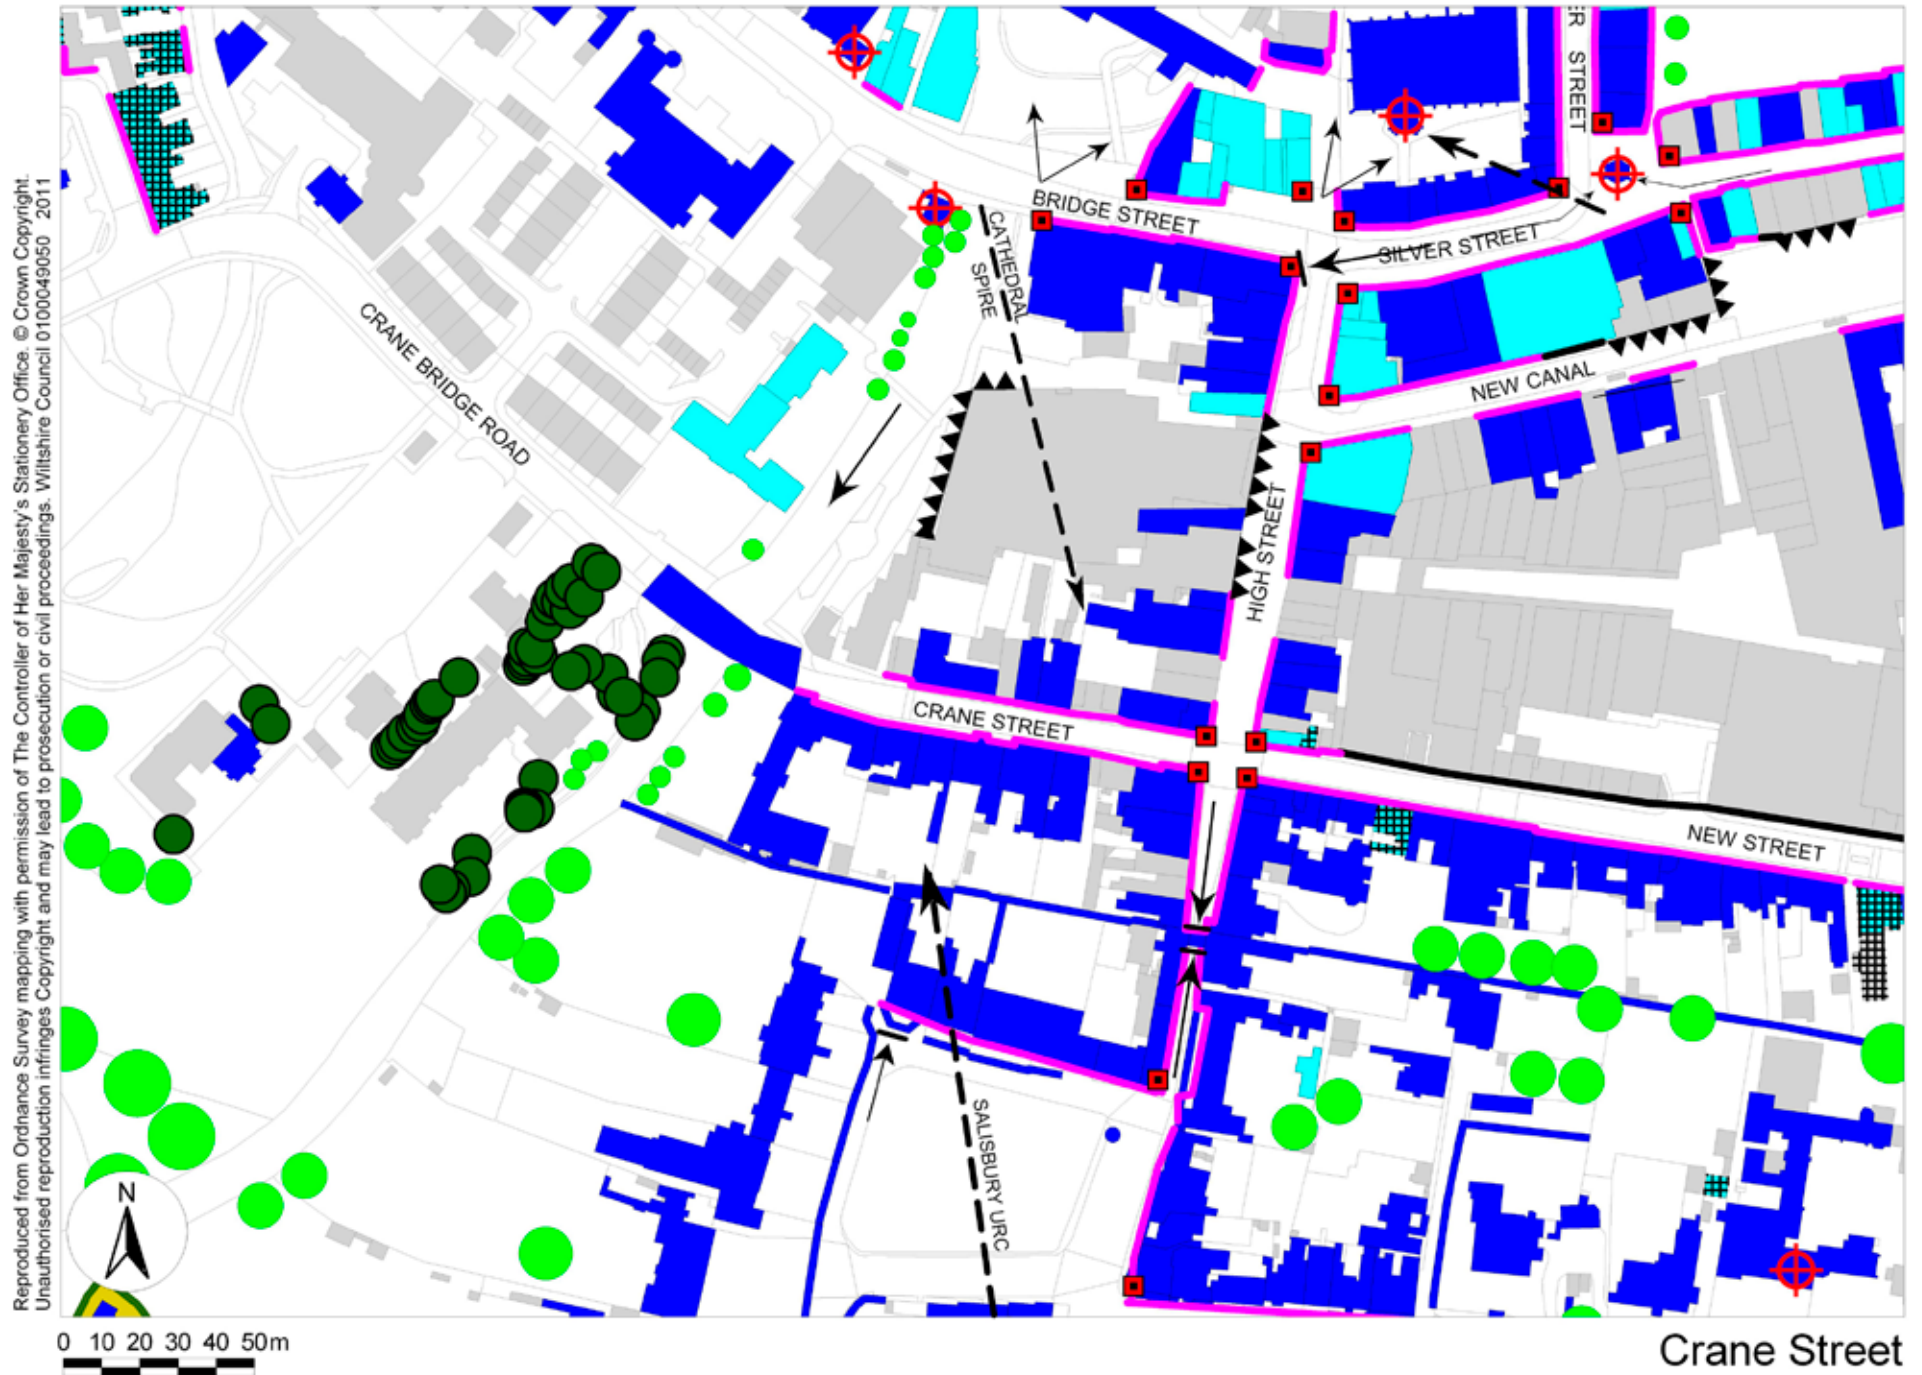 Reproduced from Ordnance Survey mapping with permission of The Controller of Her Majesty's Stationery Office. © Crown Copyright.
Unauthorised reproduction infringes Copyright and may lead to prosecution or civil proceedings. Wiltshire Council 0100049050 2011
ER STREET
BRIDGE STREET
SILVER STREET
CATHEDRAL
SPIRE
CRANE BRIDGE ROAD
NEW CANAL
HIGH STREET
CRANE STREET
NEW STREET
SALISBURY URC
N
0 10 20 30 40 50m
Crane Street